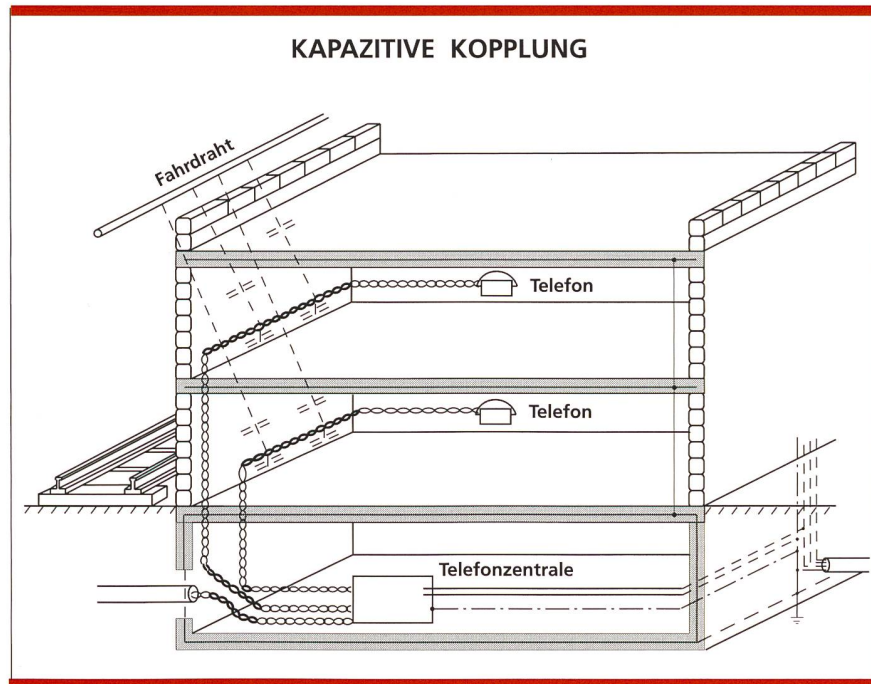 KAPAZITIVE KOPPLUNG
Fahrdraht
Telefon
Telefon
Telefonzentrale